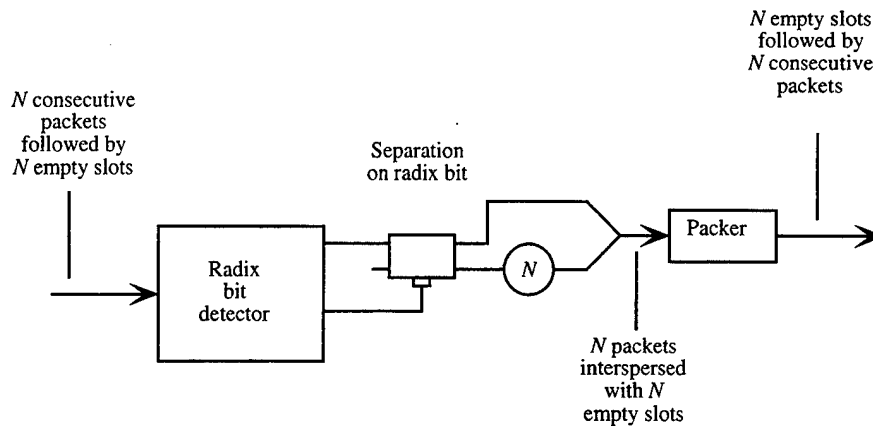 N empty slots
followed by
N consecutive
packets
N consecutive
packets
followed by
N empty slots
Separation
on radix bit
Radix
bit
detector
N
Packer
N packets
interspersed
with N
empty slots